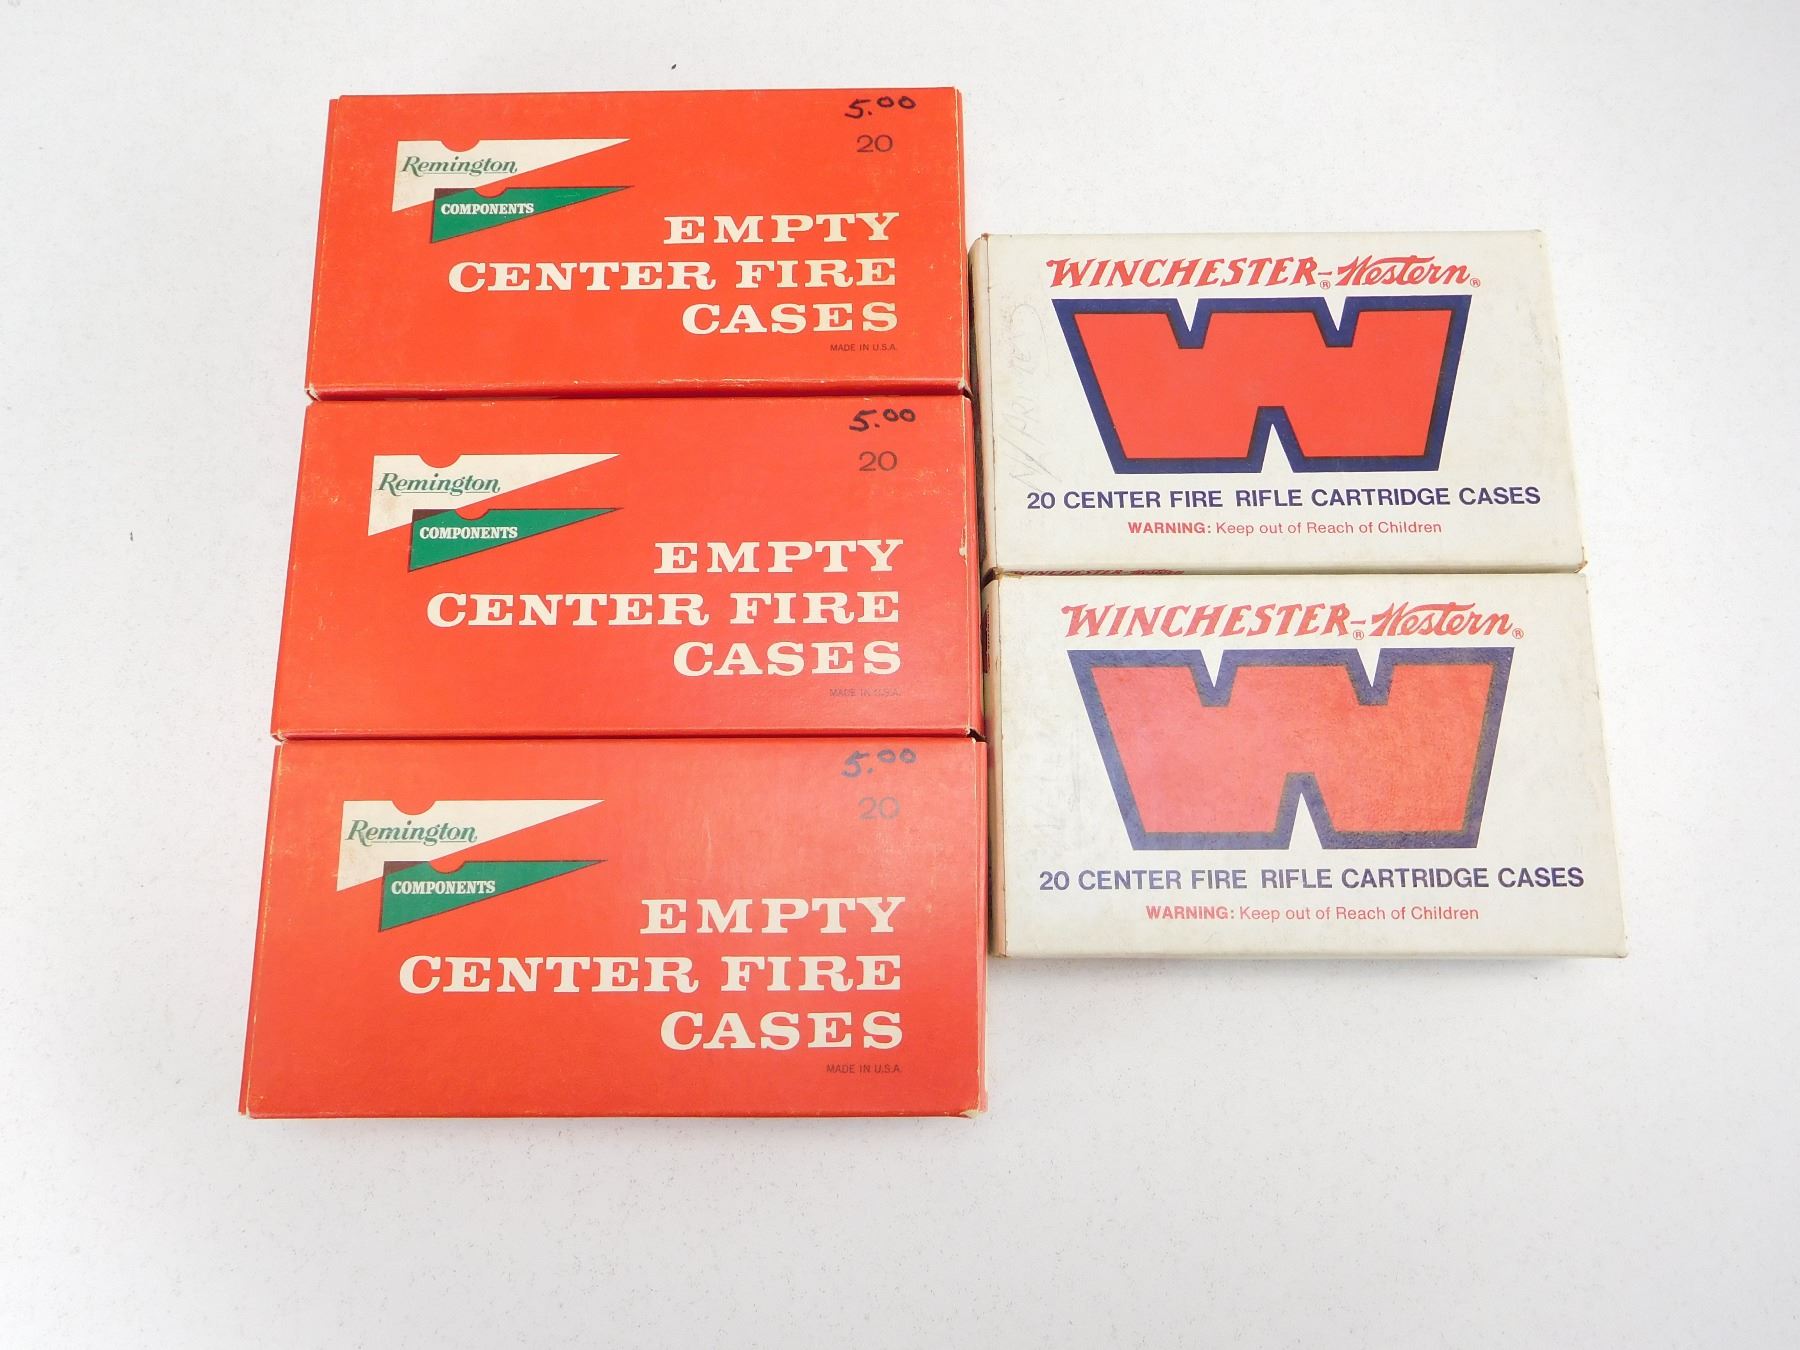 5.00
20
Remington
COMPONENTS
EMPTY
CENTER FIRE
CASES
MADE IN U.S.A.
5.00
20
Remington
COMPONENTS
EMPTY
CENTER FIRE
CASES
MADE IN U.S.A.
5.00
20
Remington
COMPONENTS
EMPTY
CENTER FIRE
CASES
MADE IN U.S.A.
WINCHESTER®-Western®
W
20 CENTER FIRE RIFLE CARTRIDGE CASES
WARNING: Keep out of Reach of Children
WINCHESTER-Western
WINCHESTER®-Western®
W
20 CENTER FIRE RIFLE CARTRIDGE CASES
WARNING: Keep out of Reach of Children